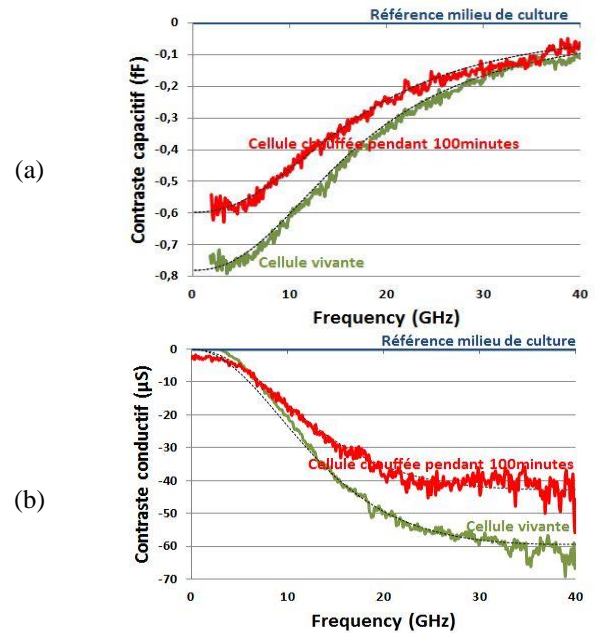 Référence milieu de culture
0
-0,1
-0,2
-0,3
-0,4
-0,5
-0,6
-0,7
-0,8
Contraste capacitif (fF)
(a)
Cellule chauffée pendant 100minutes
Cellule vivante
0 10 20 30 40
Frequency (GHz)
Référence milieu de culture
0
-10
-20
-30
-40
-50
-60
-70
Contraste conductif (µS)
(b)
Cellule chauffée pendant 100minutes
Cellule vivante
0 10 20 30 40
Frequency (GHz)